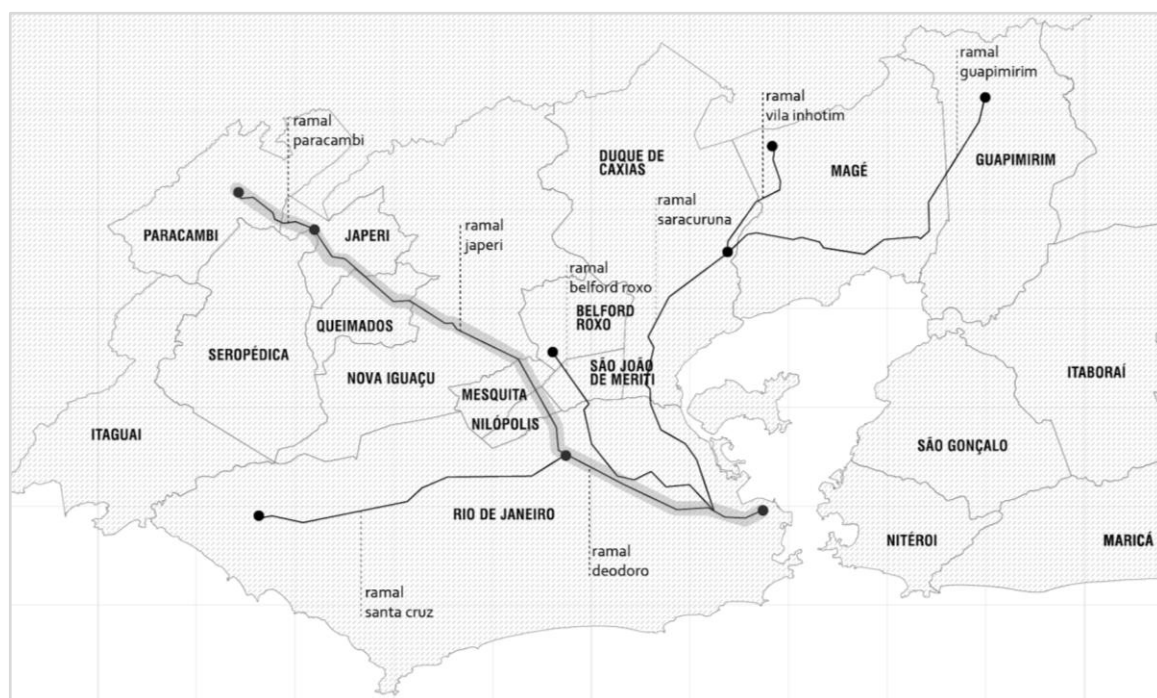 ramal
guapimirim
ramal
vila inhotim
ramal
paracambi
DUQUE DE
CAXIAS
MAGÉ
GUAPIMIRIM
ramal
saracuruna
PARACAMBI
JAPERI
ramal
japeri
ramal
belford roxo
BELFORD
ROXO
QUEIMADOS
SEROPÉDICA
NOVA IGUAÇU
SÃO JOÃO
DE MERITI
ITABORAÍ
MESQUITA
NILÓPOLIS
ITAGUAI
SÃO GONÇALO
RIO DE JANEIRO
NITÉROI
MARICÁ
ramal
deodoro
ramal
santa cruz